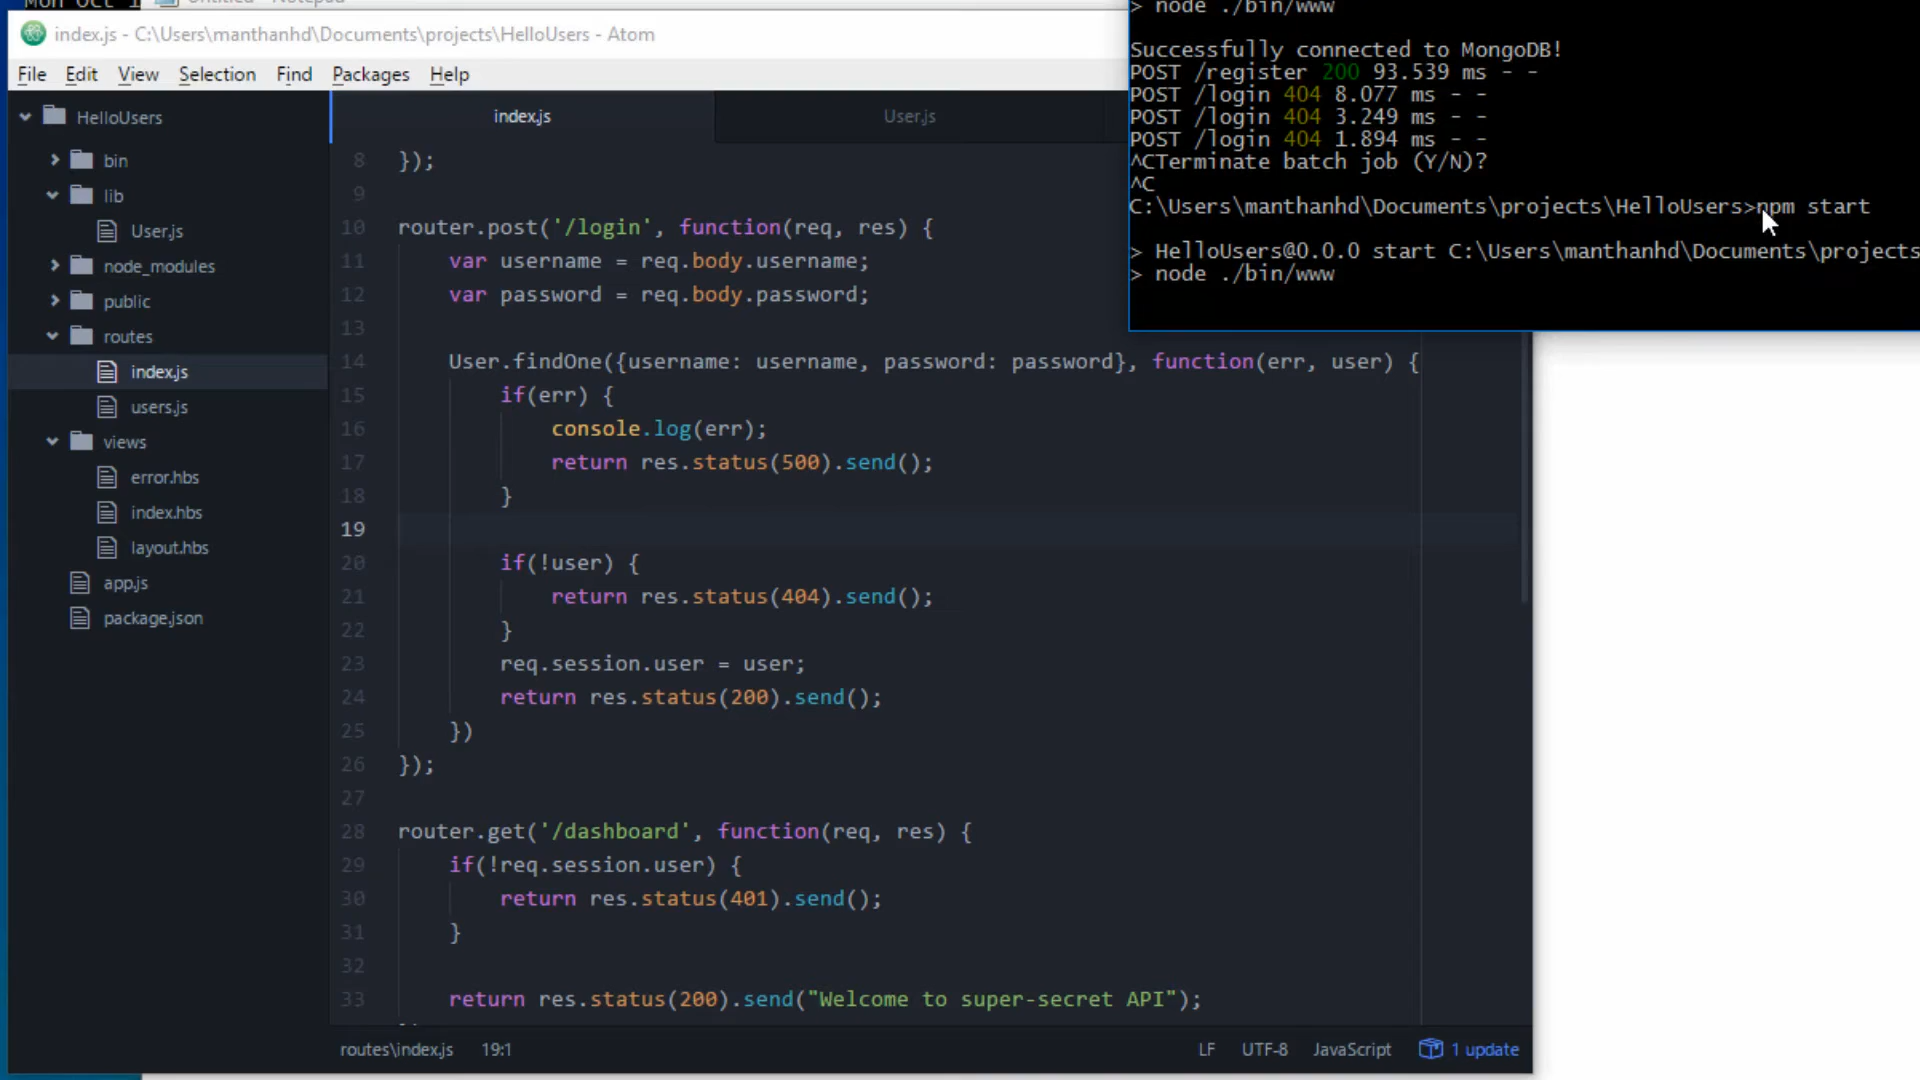 Mon Oct 1
Untitled - Notepad
index.js - C:\Users\manthanhd\Documents\projects\HelloUsers - Atom
File Edit View Selection Find Packages Help
HelloUsers
bin
lib
User.js
node_modules
public
routes
index.js
users.js
views
error.hbs
index.hbs
layout.hbs
app.js
package.json
index.js User.js
8 });
9
10 router.post('/login', function(req, res) {
11 var username = req.body.username;
12 var password = req.body.password;
13
14 User.findOne({username: username, password: password}, function(err, user) {
15 if(err) {
16 console.log(err);
17 return res.status(500).send();
18 }
19
20 if(!user) {
21 return res.status(404).send();
22 }
23 req.session.user = user;
24 return res.status(200).send();
25 })
26 });
27
28 router.get('/dashboard', function(req, res) {
29 if(!req.session.user) {
30 return res.status(401).send();
31 }
32
33 return res.status(200).send("Welcome to super-secret API");
routes\index.js 19:1 LF UTF-8 JavaScript 1 update
> node ./bin/www
Successfully connected to MongoDB!
POST /register 200 93.539 ms - -
POST /login 404 8.077 ms - -
POST /login 404 3.249 ms - -
POST /login 404 1.894 ms - -
^CTerminate batch job (Y/N)?
^C
C:\Users\manthanhd\Documents\projects\HelloUsers>npm start
> HelloUsers@0.0.0 start C:\Users\manthanhd\Documents\projects
> node ./bin/www